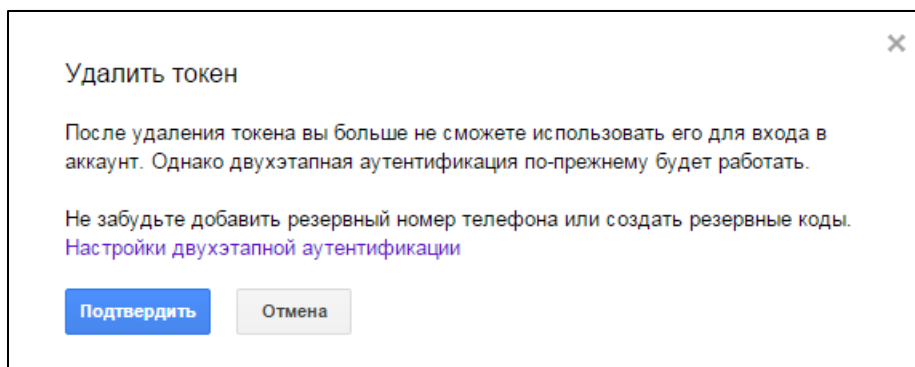 Удалить токен
После удаления токена вы больше не сможете использовать его для входа в
аккаунт. Однако двухэтапная аутентификация по-прежнему будет работать.
Не забудьте добавить резервный номер телефона или создать резервные коды.
Настройки двухэтапной аутентификации
Подтвердить
Отмена